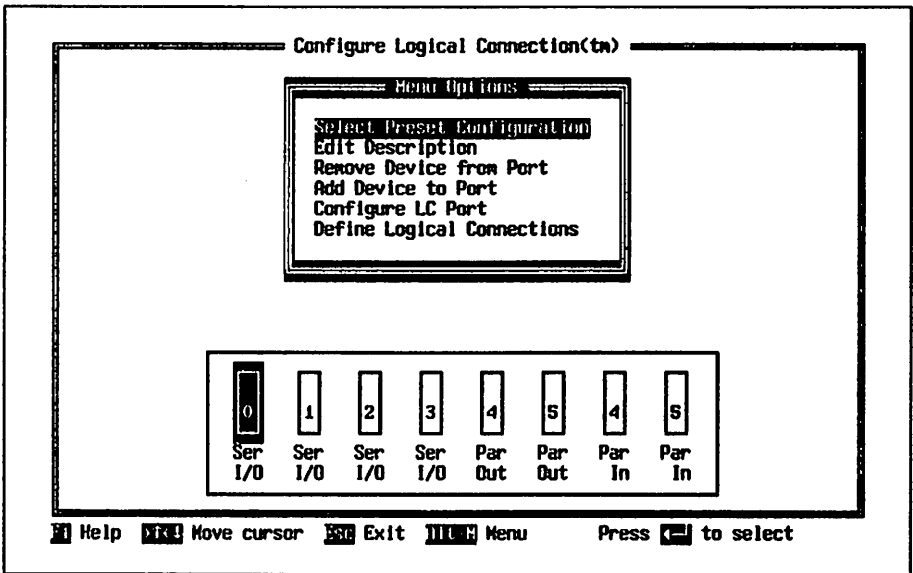 Configure Logical Connection(tm)
Menu Options
Select Preset Configuration
Edit Description
Remove Device from Port
Add Device to Port
Configure LC Port
Define Logical Connections
0 1 2 3 4 5 4 5
Ser Ser Ser Ser Par Par Par Par
I/O I/O I/O I/O Out Out In In
F1 Help Move cursor Esc Exit Menu Press to select